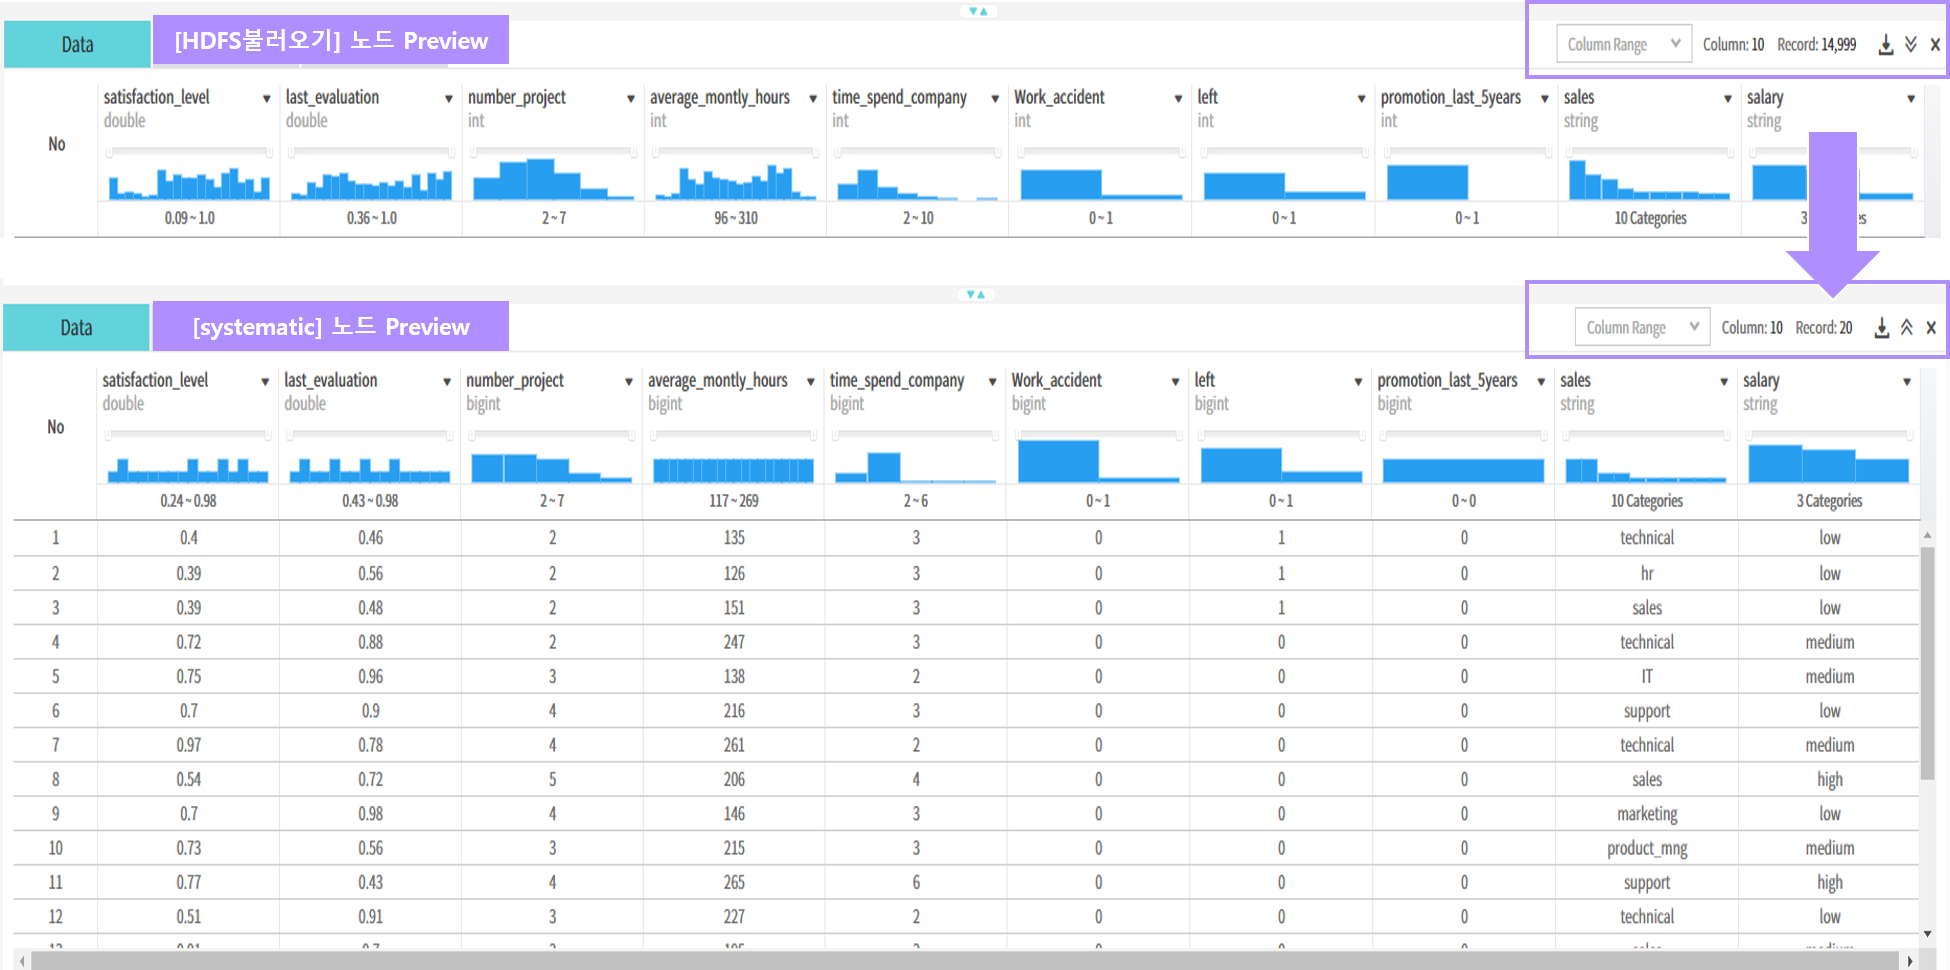 Data [HDFS불러오기] 노드 Preview Column Range Column: 10 Record: 14,999
No satisfaction_level last_evaluation number_project average_montly_hours time_spend_company Work_accident left promotion_last_5years sales salary
double double int int int int int int string string
0.09 ~ 1.0 0.36 ~ 1.0 2 ~ 7 96 ~ 310 2 ~ 10 0 ~ 1 0 ~ 1 0 ~ 1 10 Categories 3
Data [systematic] 노드 Preview Column Range Column: 10 Record: 20
No satisfaction_level last_evaluation number_project average_montly_hours time_spend_company Work_accident left promotion_last_5years sales salary
double double bigint bigint bigint bigint bigint bigint string string
0.24 ~ 0.98 0.43 ~ 0.98 2 ~ 7 117 ~ 269 2 ~ 6 0 ~ 1 0 ~ 1 0 ~ 0 10 Categories 3 Categories
1 0.4 0.46 2 135 3 0 1 0 technical low
2 0.39 0.56 2 126 3 0 1 0 hr low
3 0.39 0.48 2 151 3 0 1 0 sales low
4 0.72 0.88 2 247 3 0 0 0 technical medium
5 0.75 0.96 3 138 2 0 0 0 IT medium
6 0.7 0.9 4 216 3 0 0 0 support low
7 0.97 0.78 4 261 2 0 0 0 technical medium
8 0.54 0.72 5 206 4 0 0 0 sales high
9 0.7 0.98 4 146 3 0 0 0 marketing low
10 0.73 0.56 3 215 3 0 0 0 product_mng medium
11 0.77 0.43 4 265 6 0 0 0 support high
12 0.51 0.91 3 227 2 0 0 0 technical low